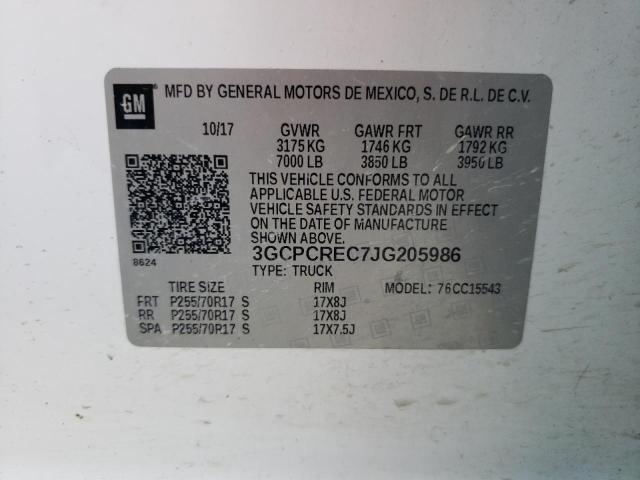 GM MFD BY GENERAL MOTORS DE MEXICO, S. DE R.L. DE C.V.
10/17 GVWR GAWR FRT GAWR RR
3175 KG 1746 KG 1792 KG
7000 LB 3850 LB 3950 LB
THIS VEHICLE CONFORMS TO ALL
APPLICABLE U.S. FEDERAL MOTOR
VEHICLE SAFETY STANDARDS IN EFFECT
ON THE DATE OF MANUFACTURE
SHOWN ABOVE.
8624 3GCPCREC7JG205986
TYPE: TRUCK
TIRE SIZE RIM MODEL: 76CC15543
FRT P255/70R17 S 17X8J
RR P255/70R17 S 17X8J
SPA P255/70R17 S 17X7.5J